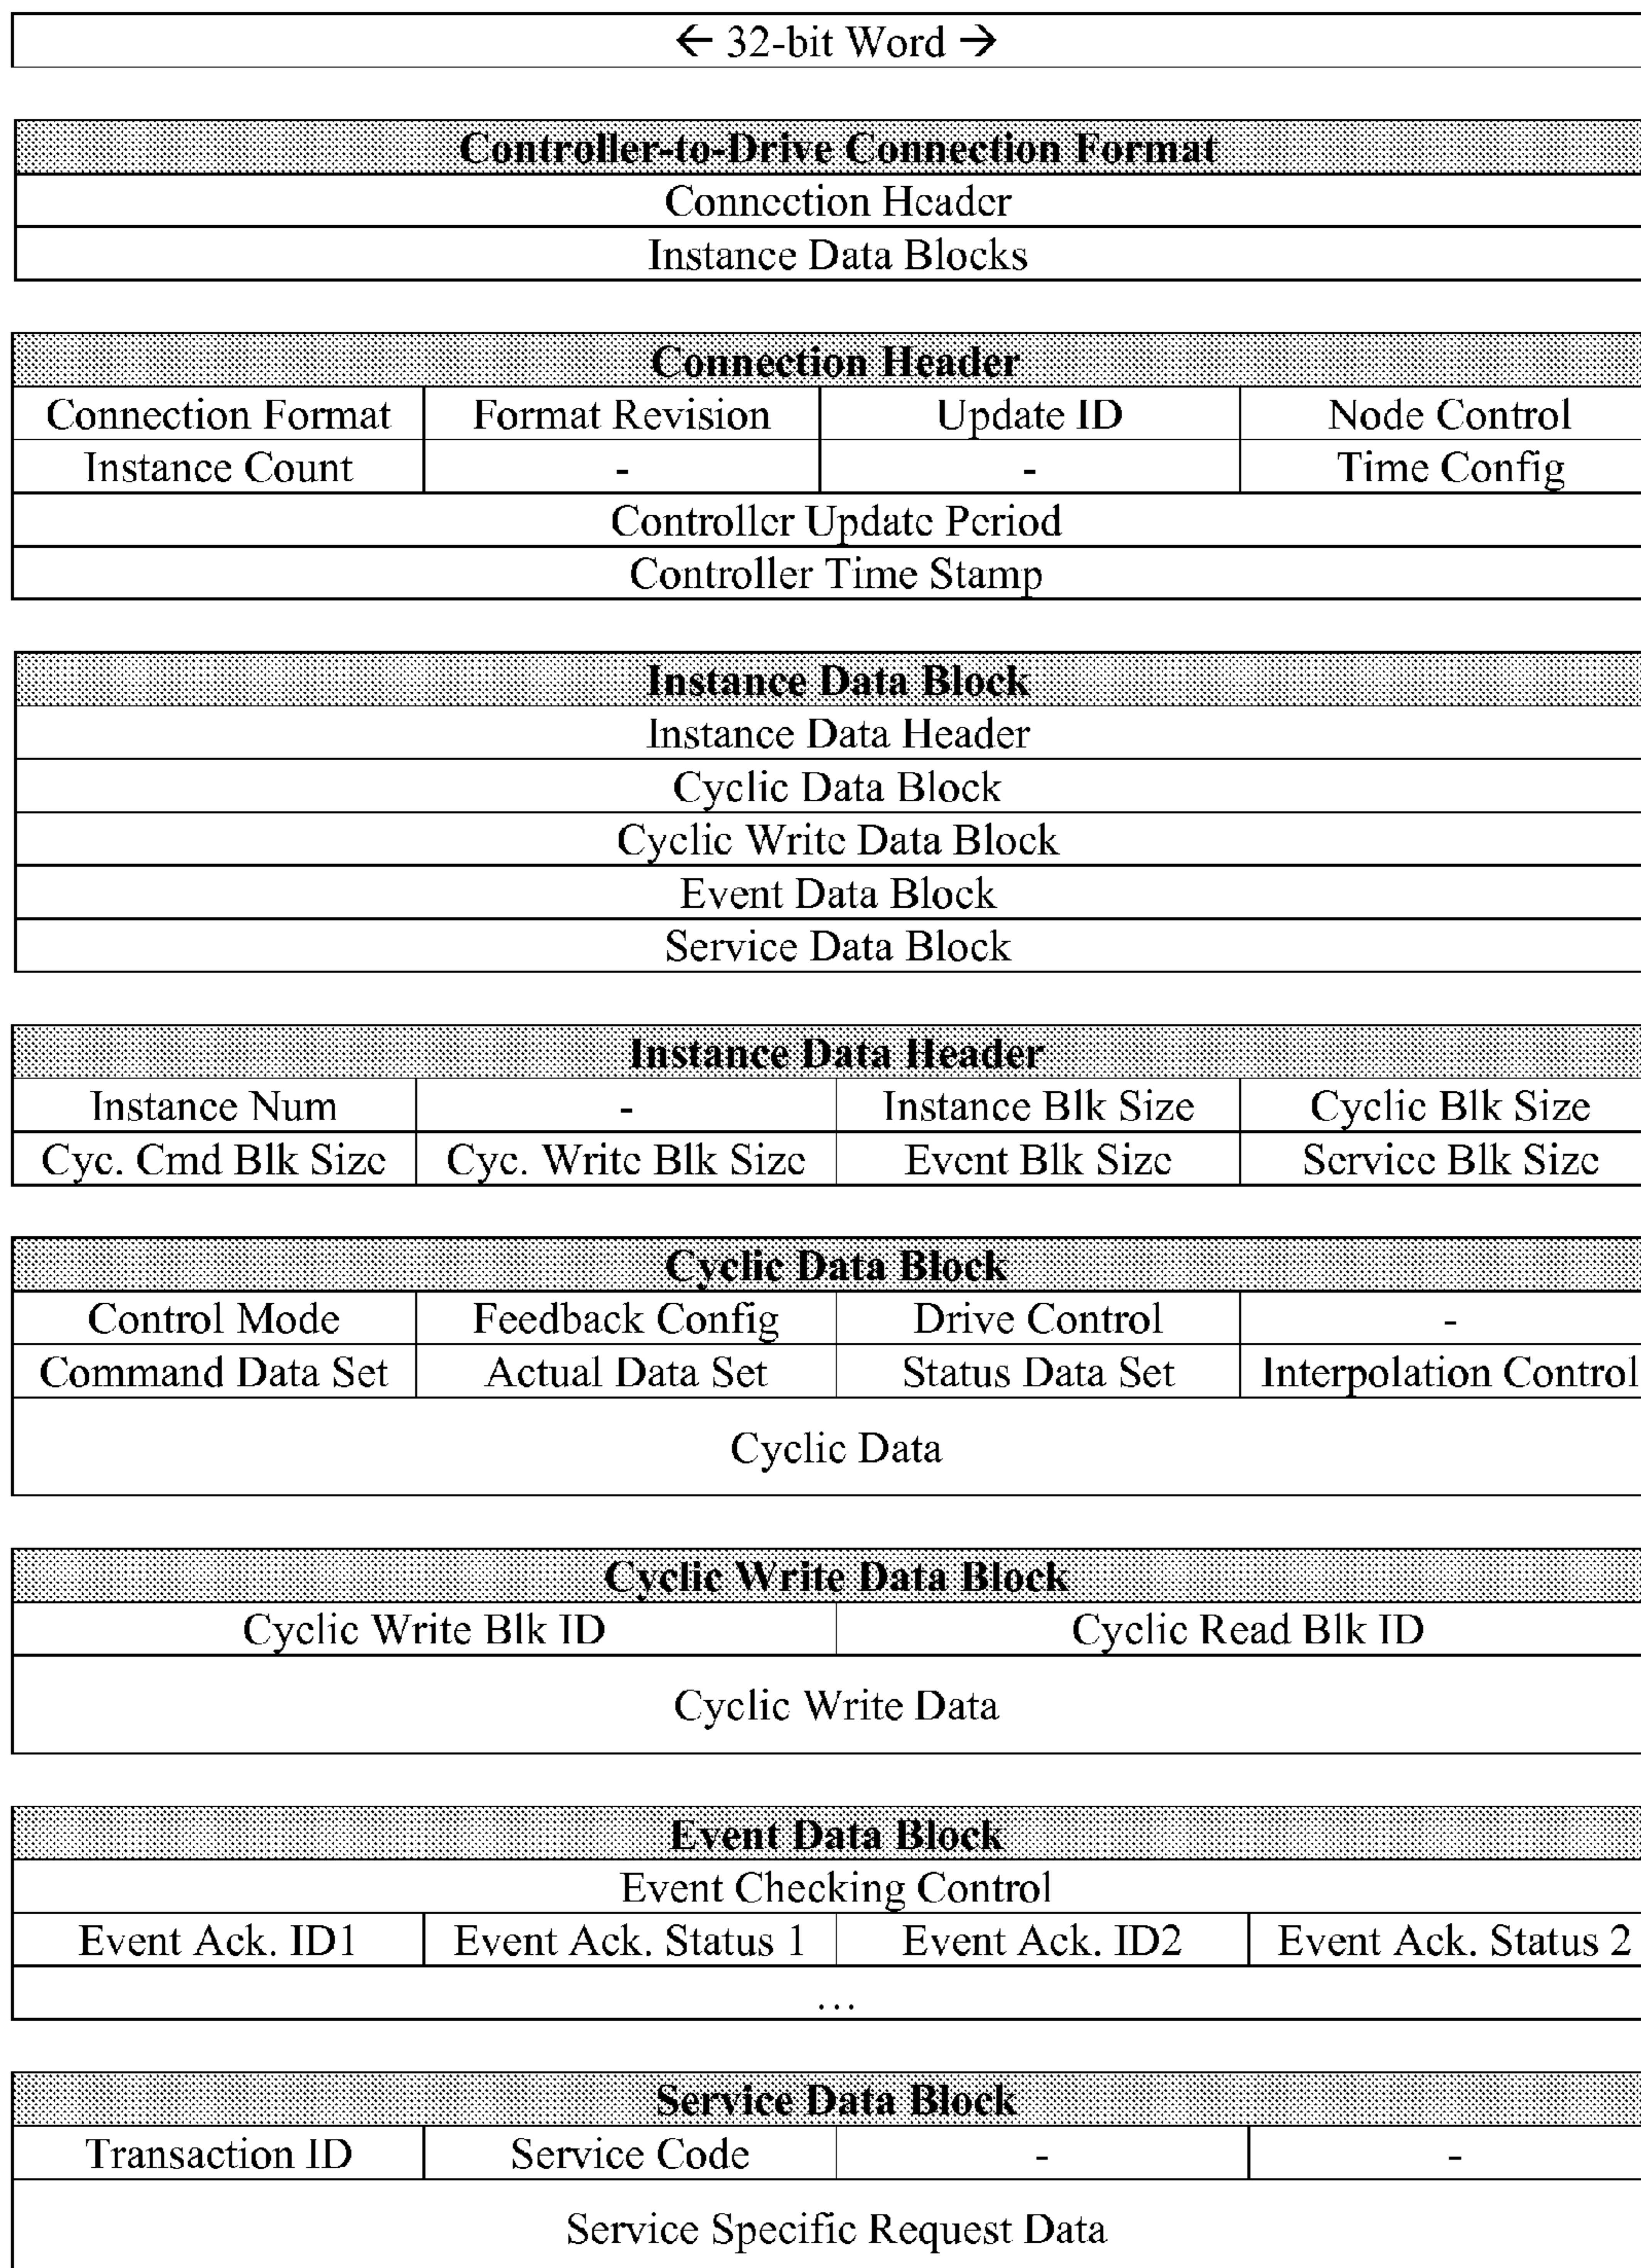 ← 32-bit Word →
Controller-to-Drive Connection Format
Connection Header
Instance Data Blocks
Connection Header
Connection Format Format Revision Update ID Node Control
Instance Count - - Time Config
Controller Update Period
Controller Time Stamp
Instance Data Block
Instance Data Header
Cyclic Data Block
Cyclic Write Data Block
Event Data Block
Service Data Block
Instance Data Header
Instance Num - Instance Blk Size Cyclic Blk Size
Cyc. Cmd Blk Size Cyc. Write Blk Size Event Blk Size Service Blk Size
Cyclic Data Block
Control Mode Feedback Config Drive Control -
Command Data Set Actual Data Set Status Data Set Interpolation Control
Cyclic Data
Cyclic Write Data Block
Cyclic Write Blk ID Cyclic Read Blk ID
Cyclic Write Data
Event Data Block
Event Checking Control
Event Ack. ID1 Event Ack. Status 1 Event Ack. ID2 Event Ack. Status 2
…
Service Data Block
Transaction ID Service Code - -
Service Specific Request Data